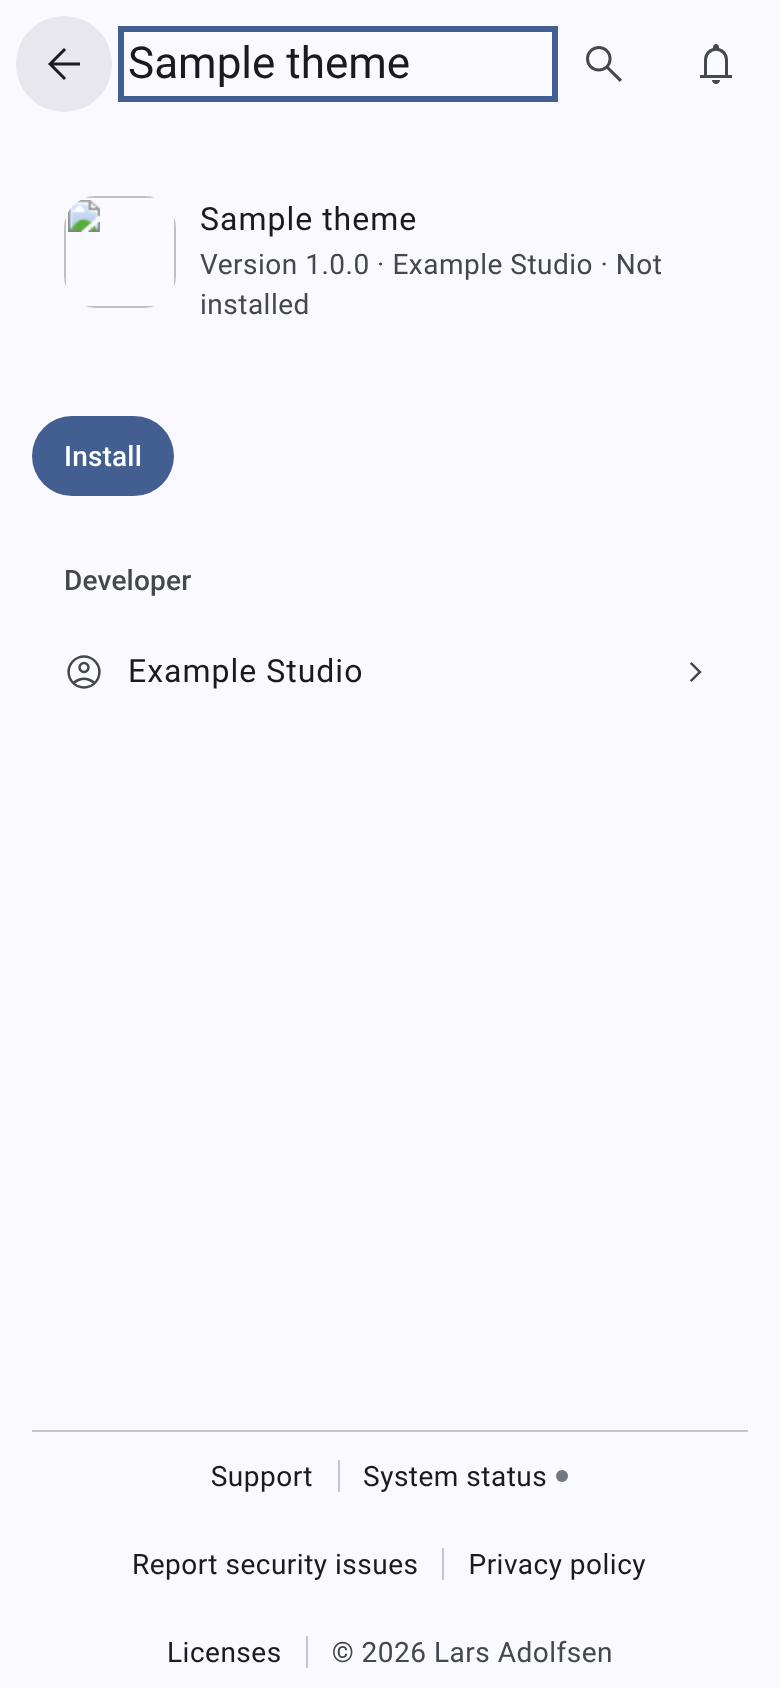 Sample theme
Sample theme
Version 1.0.0 · Example Studio · Not
installed
Install
Developer
Example Studio
Support
System status
Report security issues
Privacy policy
Licenses
© 2026 Lars Adolfsen